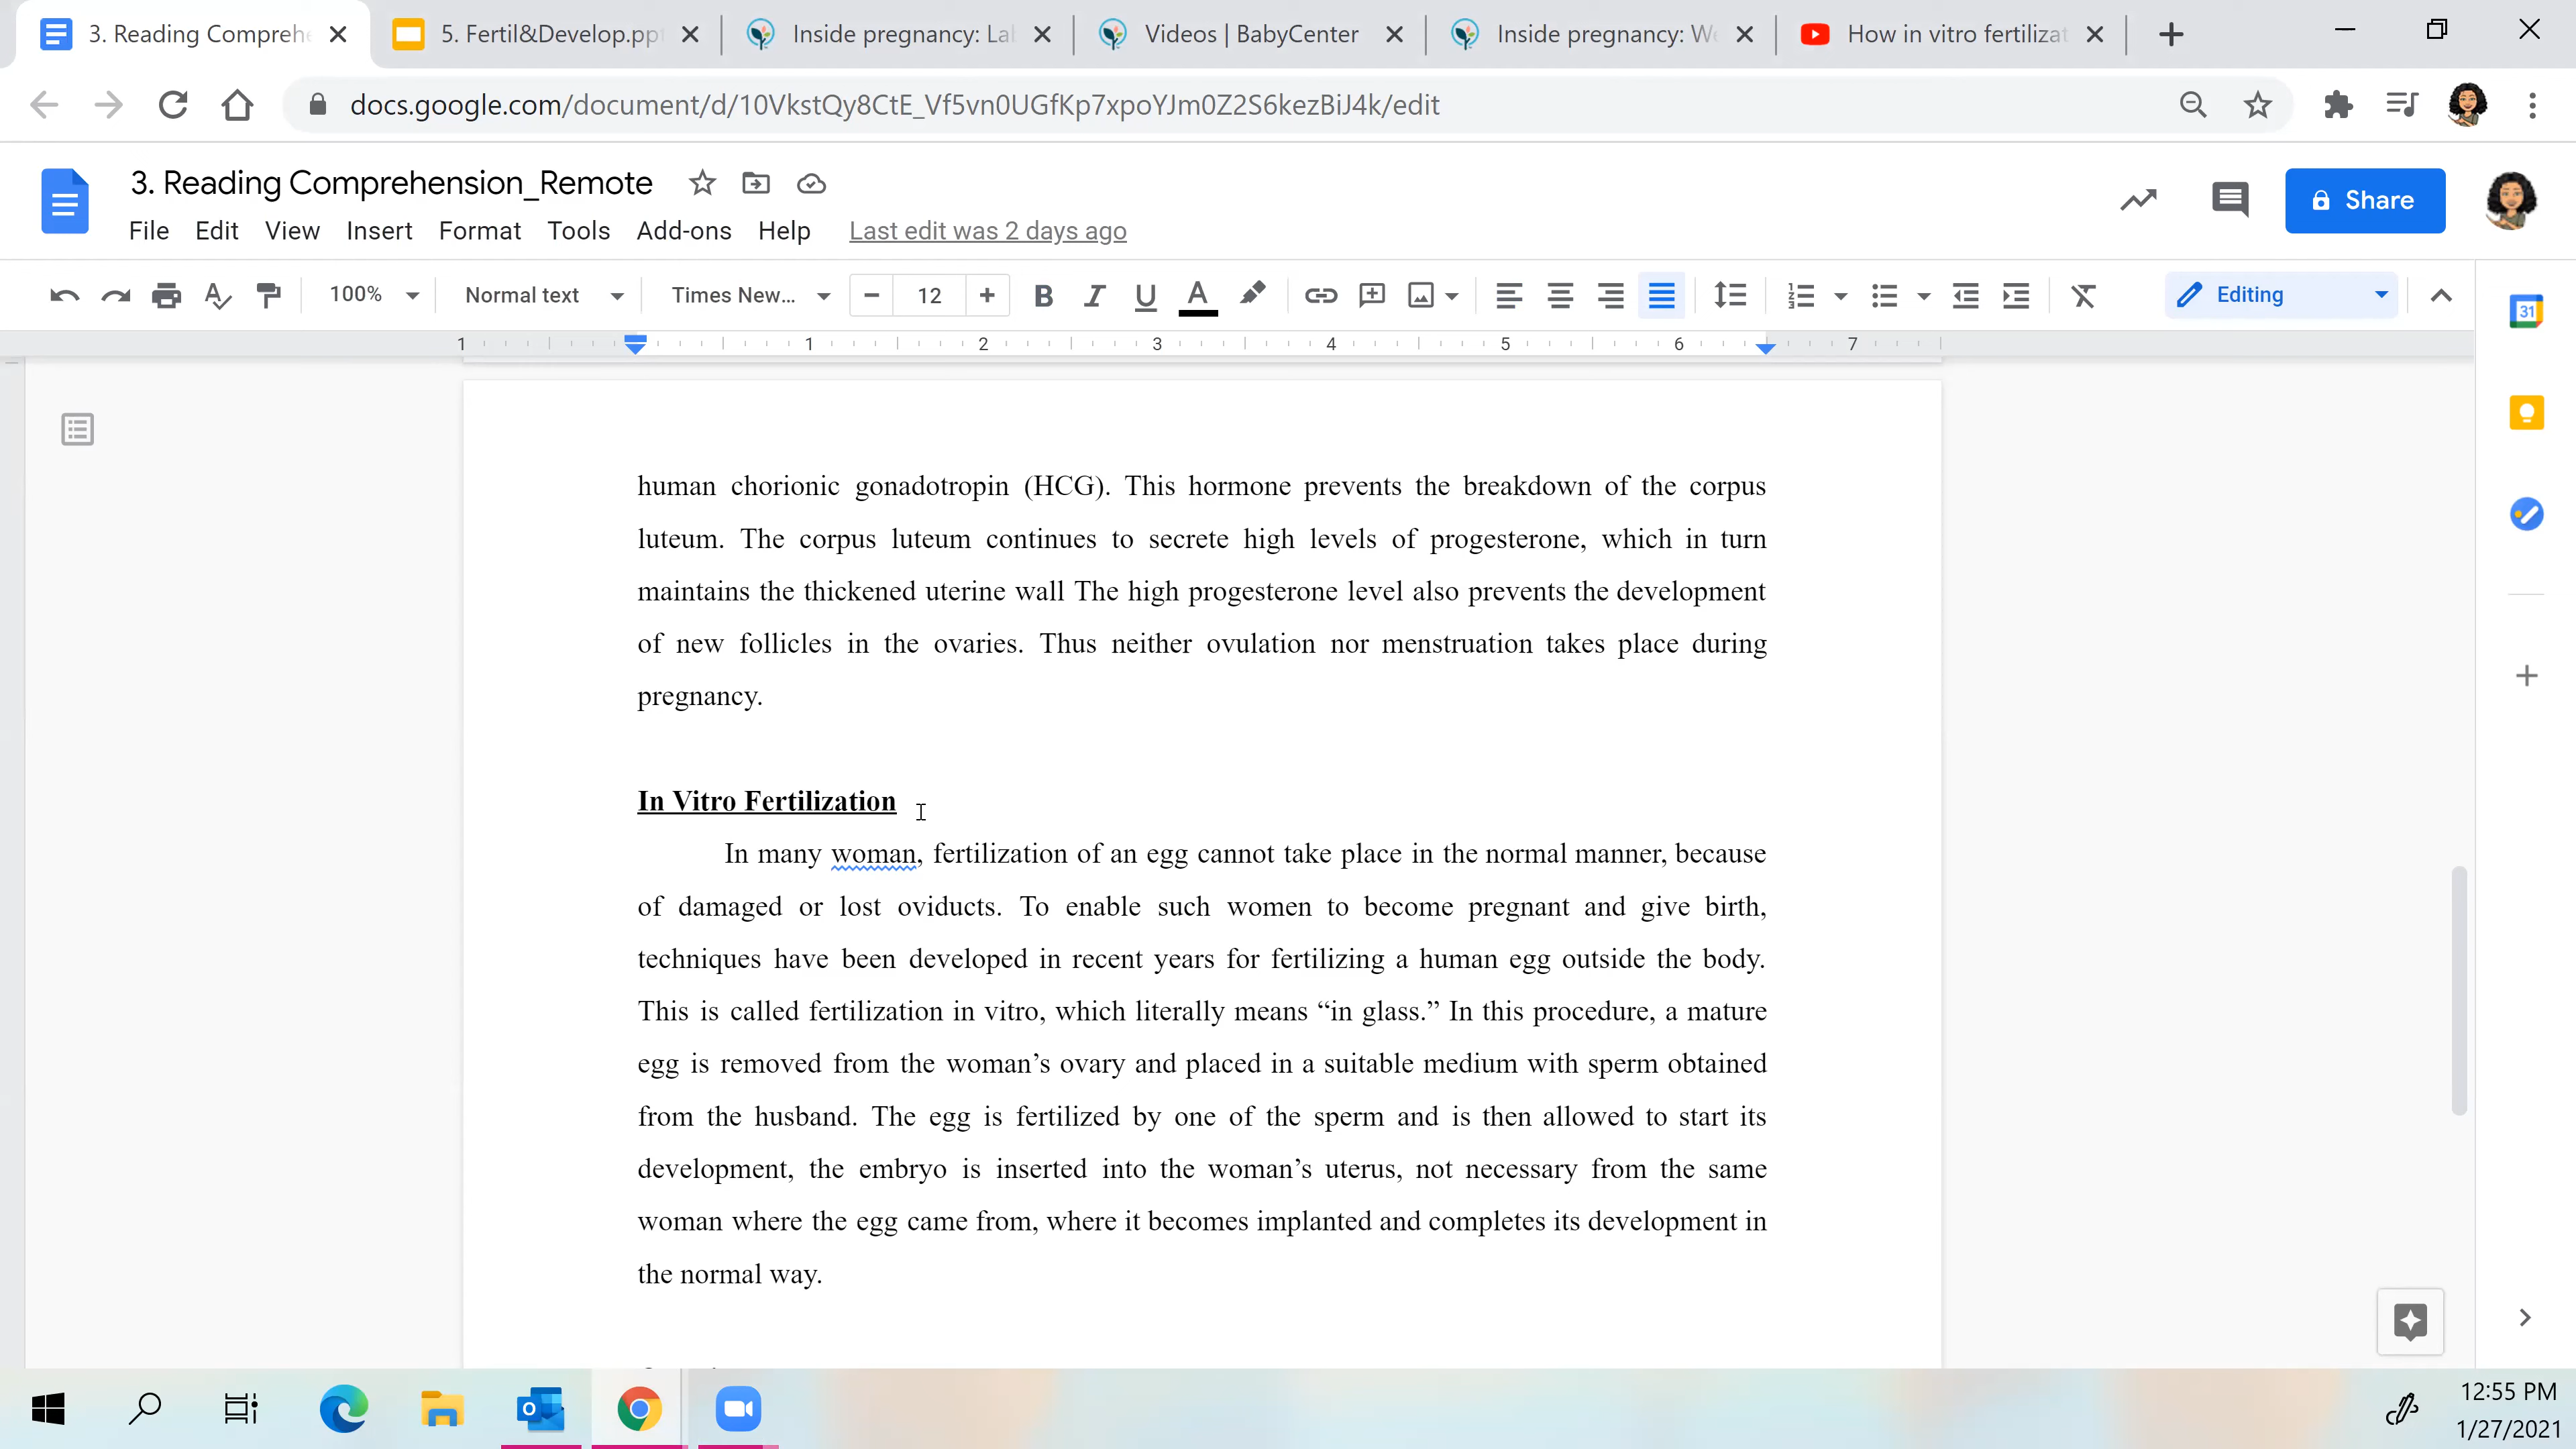 3. Reading Comprehe
5. Fertil&Develop.ppt
Inside pregnancy: La
Videos | BabyCenter
Inside pregnancy: We
How in vitro fertilizat
docs.google.com/document/d/10VkstQy8CtE_Vf5vn0UGfKp7xpoYJm0Z2S6kezBiJ4k/edit
3. Reading Comprehension_Remote
File Edit View Insert Format Tools Add-ons Help Last edit was 2 days ago
Share
100% Normal text Times New... 12 Editing
1 1 2 3 4 5 6 7
31
human chorionic gonadotropin (HCG). This hormone prevents the breakdown of the corpus
luteum. The corpus luteum continues to secrete high levels of progesterone, which in turn
maintains the thickened uterine wall The high progesterone level also prevents the development
of new follicles in the ovaries. Thus neither ovulation nor menstruation takes place during
pregnancy.
In Vitro Fertilization
In many woman, fertilization of an egg cannot take place in the normal manner, because
of damaged or lost oviducts. To enable such women to become pregnant and give birth,
techniques have been developed in recent years for fertilizing a human egg outside the body.
This is called fertilization in vitro, which literally means “in glass.” In this procedure, a mature
egg is removed from the woman’s ovary and placed in a suitable medium with sperm obtained
from the husband. The egg is fertilized by one of the sperm and is then allowed to start its
development, the embryo is inserted into the woman’s uterus, not necessary from the same
woman where the egg came from, where it becomes implanted and completes its development in
the normal way.
12:55 PM
1/27/2021